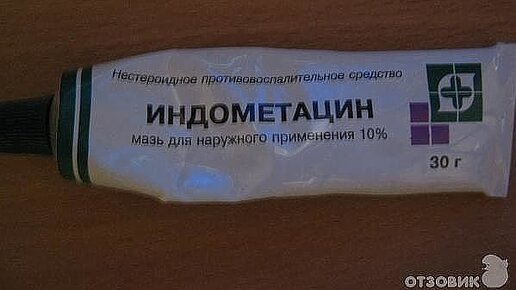 Нестероидное противовоспалительное средство
ИНДОМЕТАЦИН
мазь для наружного применения 10%
30 г
ОТЗОВИК